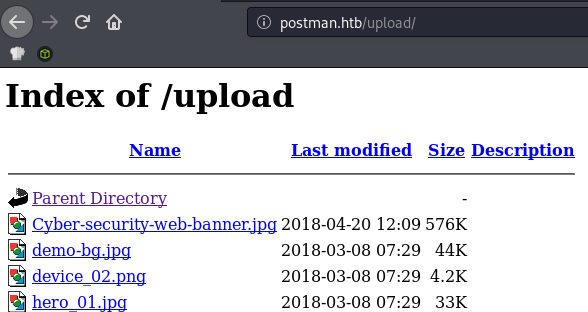 postman.htb/upload/
Index of /upload
Name Last modified Size Description
Parent Directory -
Cyber-security-web-banner.jpg 2018-04-20 12:09 576K
demo-bg.jpg 2018-03-08 07:29 44K
device_02.png 2018-03-08 07:29 4.2K
hero_01.jpg 2018-03-08 07:29 33K